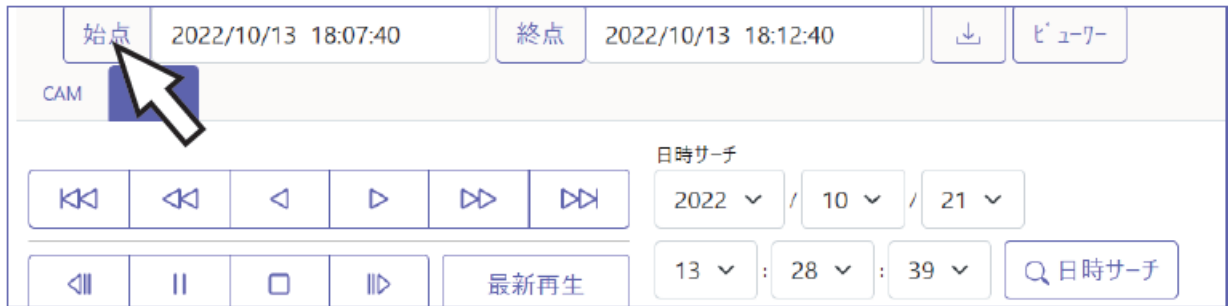 始点 2022/10/13 18:07:40 終点 2022/10/13 18:12:40 ﾋﾞｭｰﾜｰ
CAM
日時ｻｰﾁ
2022 / 10 / 21
最新再生 13 : 28 : 39 日時ｻｰﾁ